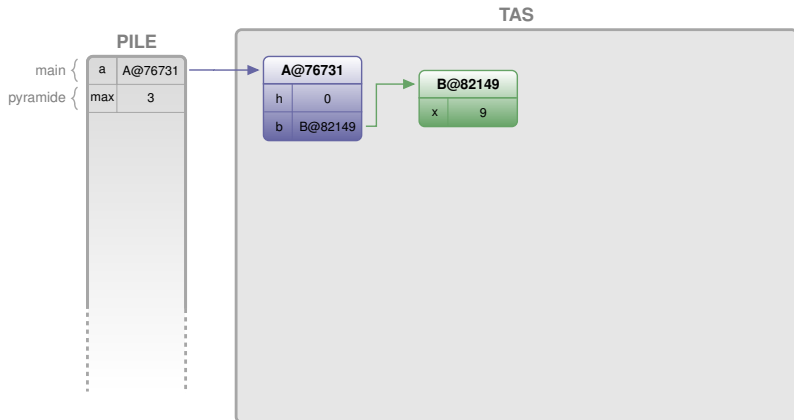 TAS
PILE
main { a A@76731
pyramide { max 3
A@76731
h 0
b B@82149
B@82149
x 9